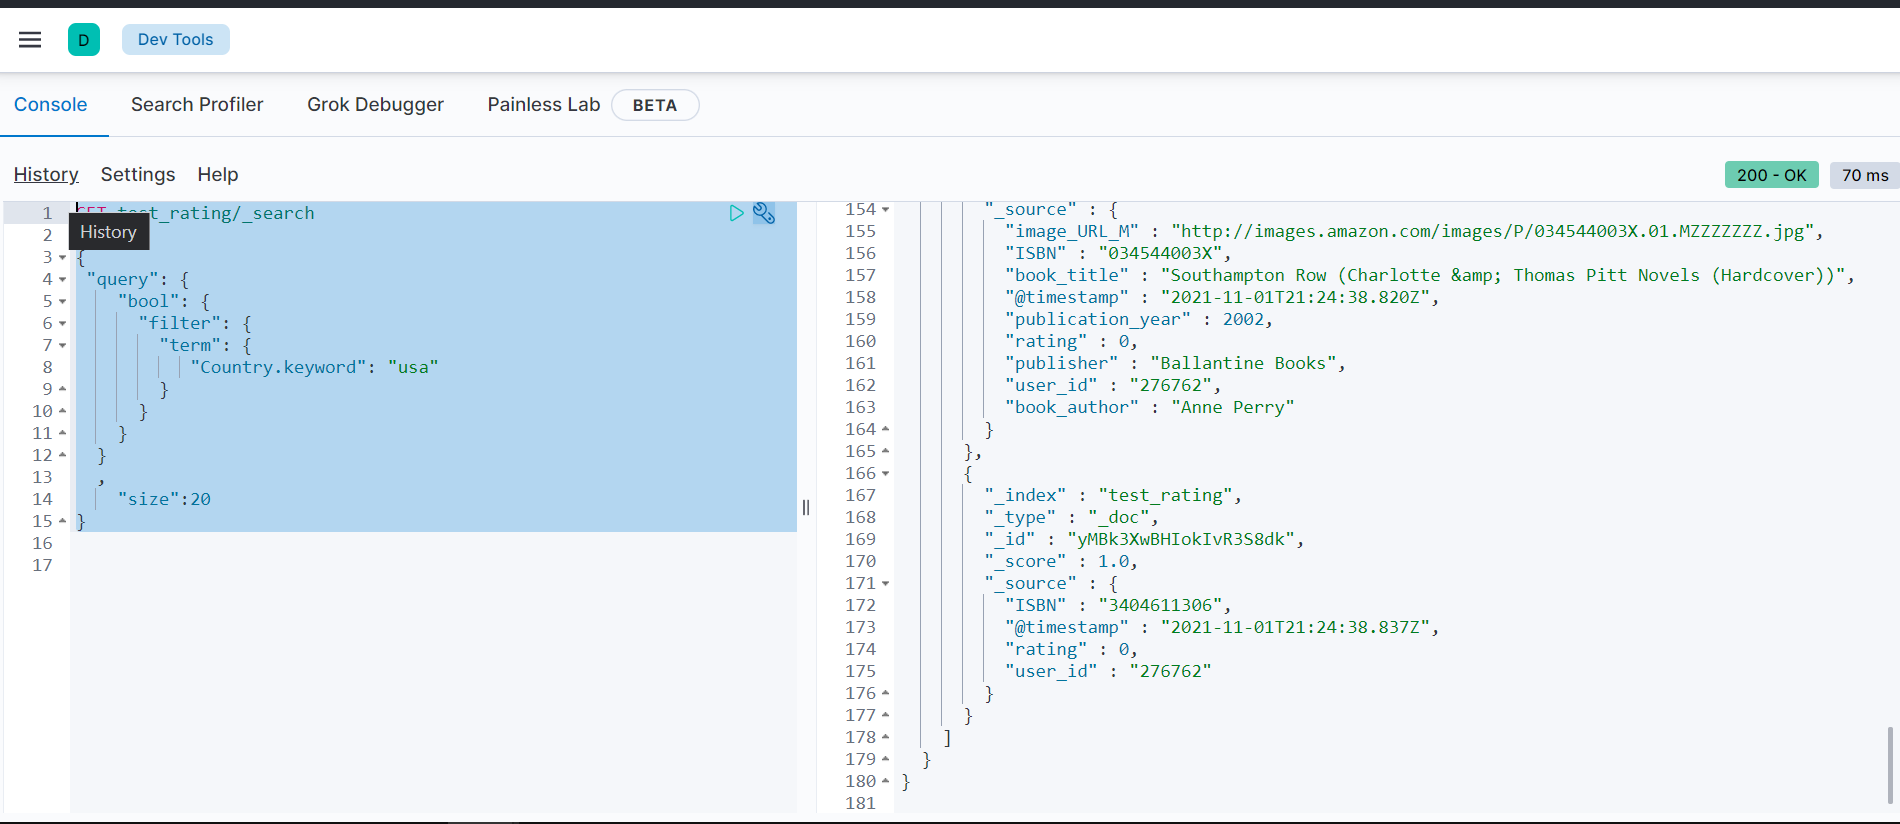 D Dev Tools
Console Search Profiler Grok Debugger Painless Lab BETA
History Settings Help
200 - OK 70 ms
History
1 GET test_rating/_search
2
3 {
4 "query": {
5 "bool": {
6 "filter": {
7 "term": {
8 "Country.keyword": "usa"
9 }
10 }
11 }
12 }
13 ,
14 "size":20
15 }
16
17
154 "_source" : {
155 "image_URL_M" : "http://images.amazon.com/images/P/034544003X.01.MZZZZZZZ.jpg",
156 "ISBN" : "034544003X",
157 "book_title" : "Southampton Row (Charlotte &amp; Thomas Pitt Novels (Hardcover))",
158 "@timestamp" : "2021-11-01T21:24:38.820Z",
159 "publication_year" : 2002,
160 "rating" : 0,
161 "publisher" : "Ballantine Books",
162 "user_id" : "276762",
163 "book_author" : "Anne Perry"
164 }
165 },
166 {
167 "_index" : "test_rating",
168 "_type" : "_doc",
169 "_id" : "yMBk3XwBHIokIvR3S8dk",
170 "_score" : 1.0,
171 "_source" : {
172 "ISBN" : "3404611306",
173 "@timestamp" : "2021-11-01T21:24:38.837Z",
174 "rating" : 0,
175 "user_id" : "276762"
176 }
177 }
178 ]
179 }
180 }
181